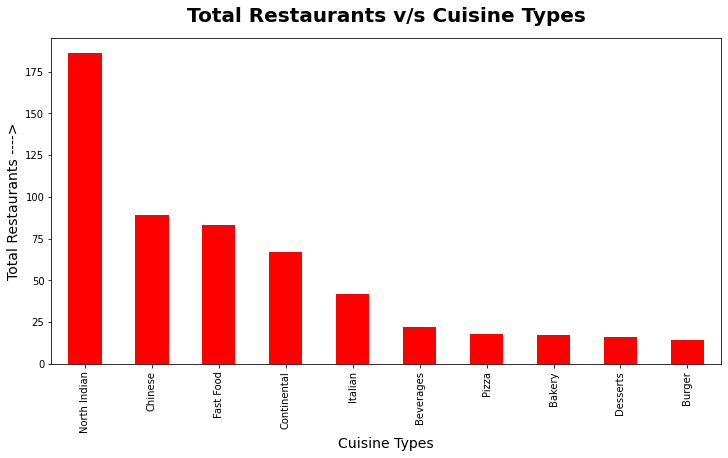 Total Restaurants v/s Cuisine Types
Total Restaurants ---->
175
150
125
100
75
50
25
0
North Indian
Chinese
Fast Food
Continental
Italian
Beverages
Pizza
Bakery
Desserts
Burger
Cuisine Types